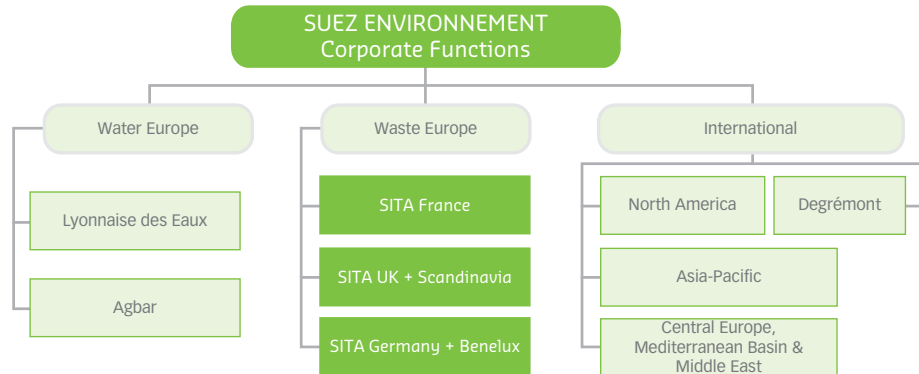 SUEZ ENVIRONNEMENT
Corporate Functions
Water Europe
Waste Europe
International
Lyonnaise des Eaux
Agbar
SITA France
SITA UK + Scandinavia
SITA Germany + Benelux
North America
Degrémont
Asia-Pacific
Central Europe,
Mediterranean Basin &
Middle East